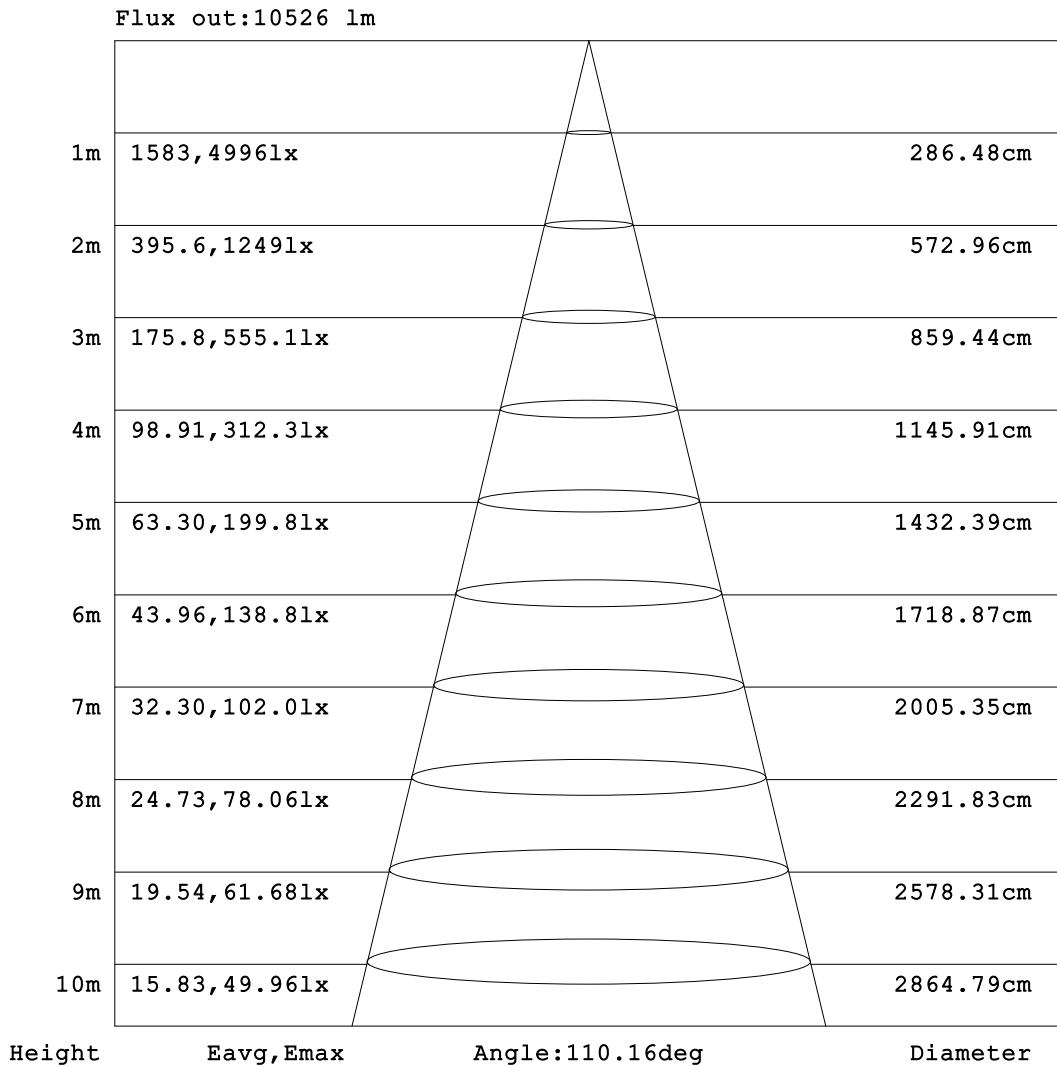 Flux out:10526 lm
1m 1583,4996lx 286.48cm
2m 395.6,1249lx 572.96cm
3m 175.8,555.1lx 859.44cm
4m 98.91,312.3lx 1145.91cm
5m 63.30,199.8lx 1432.39cm
6m 43.96,138.8lx 1718.87cm
7m 32.30,102.0lx 2005.35cm
8m 24.73,78.06lx 2291.83cm
9m 19.54,61.68lx 2578.31cm
10m 15.83,49.96lx 2864.79cm
Height Eavg,Emax Angle:110.16deg Diameter